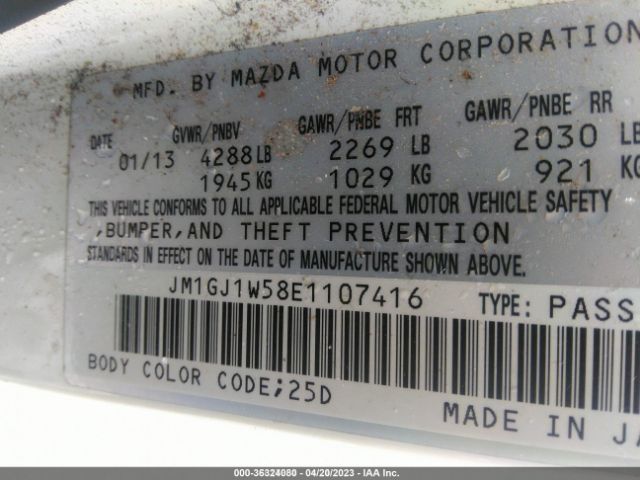 MFD. BY MAZDA MOTOR CORPORATION
DATE GVWR/PNBV GAWR/PNBE FRT GAWR/PNBE RR
01/13 4288 LB 2269 LB 2030 LB
1945 KG 1029 KG 921 KG
THIS VEHICLE CONFORMS TO ALL APPLICABLE FEDERAL MOTOR VEHICLE SAFETY
,BUMPER,AND THEFT PREVENTION
STANDARDS IN EFFECT ON THE DATE OF MANUFACTURE SHOWN ABOVE.
JM1GJ1W58E1107416 TYPE: PASS
BODY COLOR CODE;25D
MADE IN JA
000-36324080 - 04/20/2023 - IAA Inc.